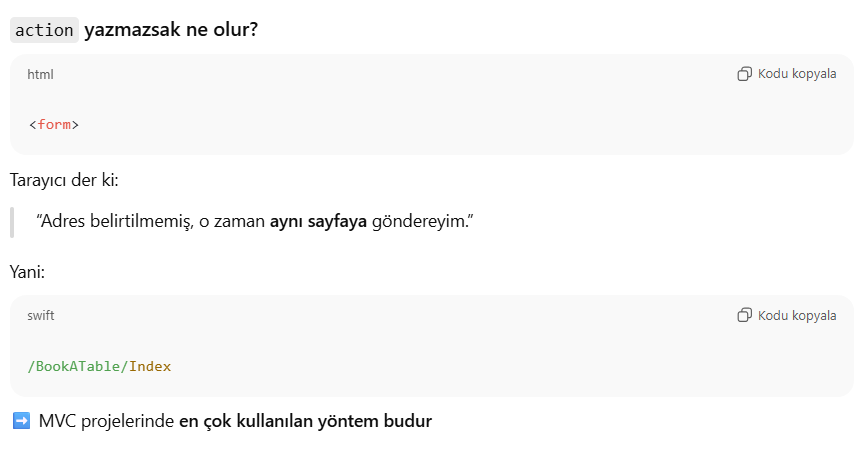 action yazmazsak ne olur?
html Kodu kopyala
<form>
Tarayıcı der ki:
“Adres belirtilmemiş, o zaman aynı sayfaya göndereyim.”
Yani:
swift Kodu kopyala
/BookATable/Index
➡️ MVC projelerinde en çok kullanılan yöntem budur